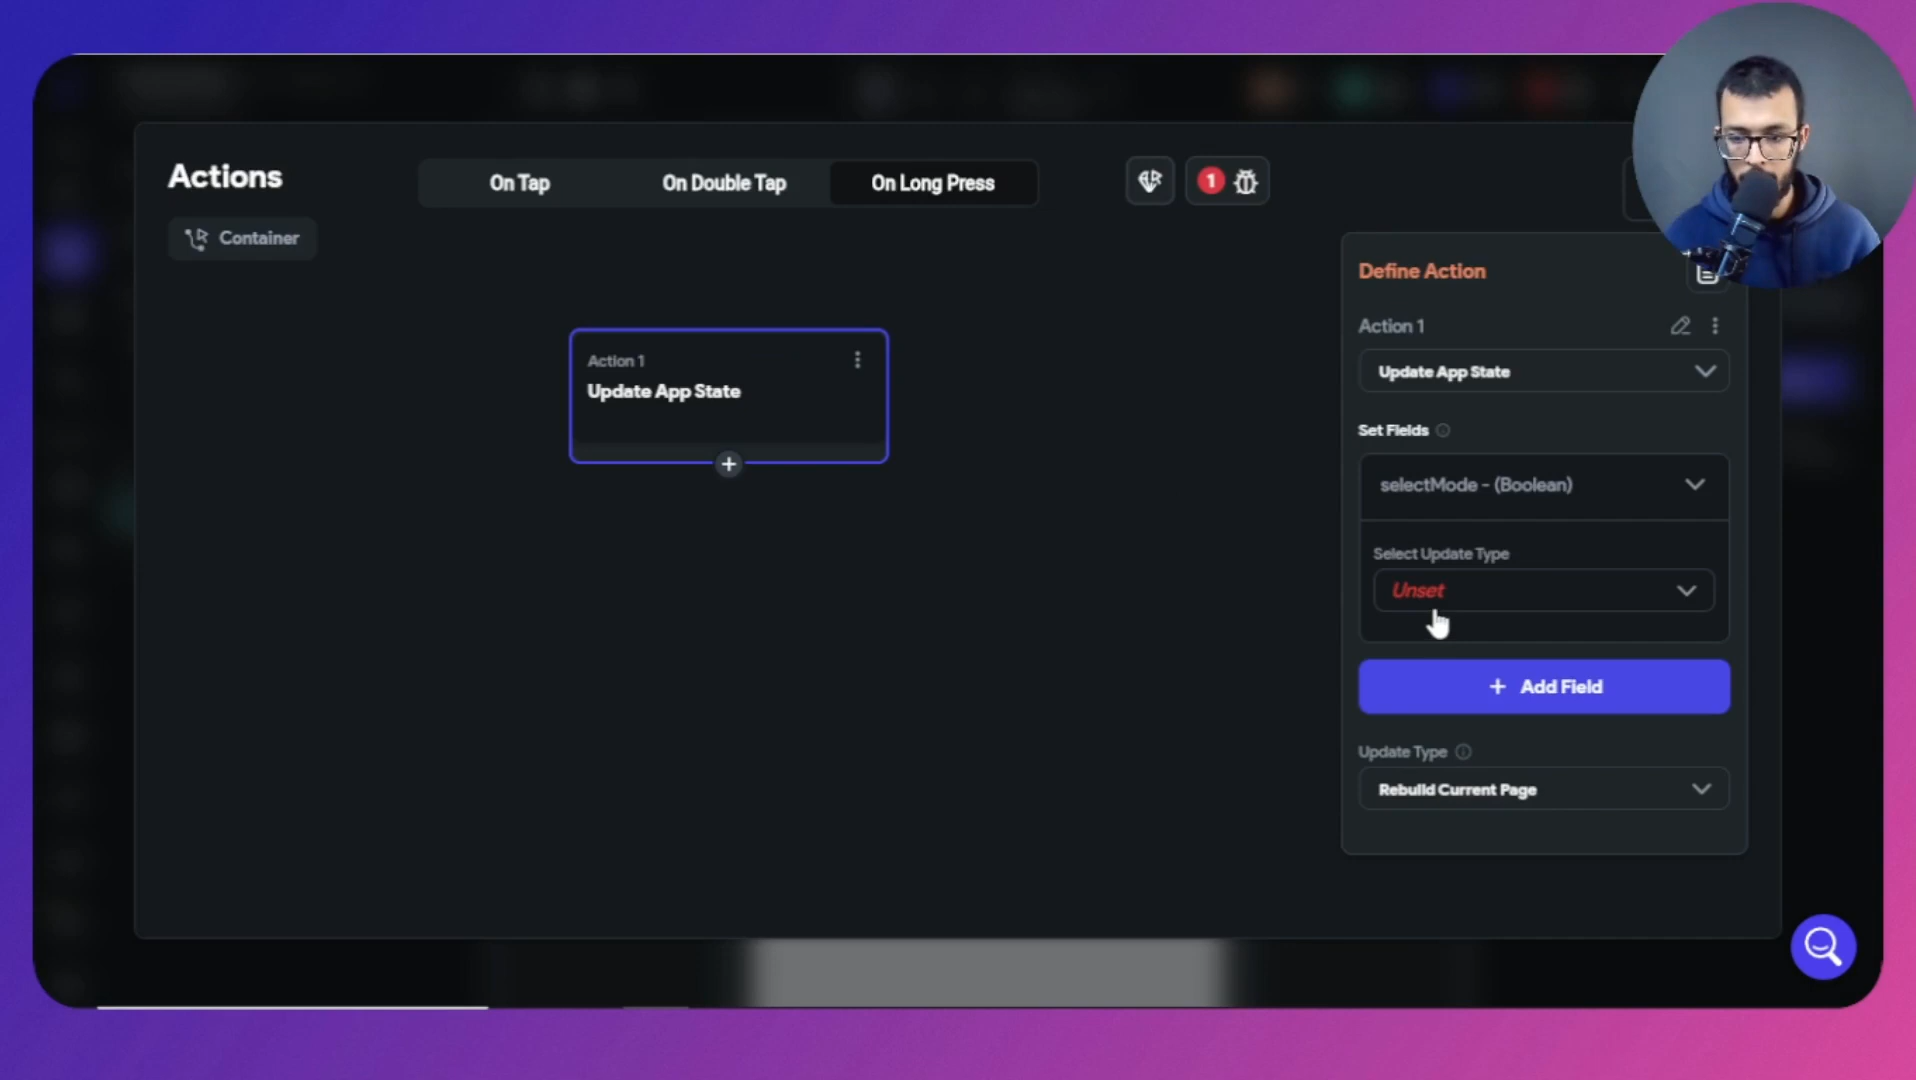 Actions
On Tap
On Double Tap
On Long Press
1
Container
Define Action
Action 1
Update App State
Action 1
Update App State
Set Fields
selectMode - (Boolean)
Select Update Type
Unset
+ Add Field
Update Type
Rebuild Current Page